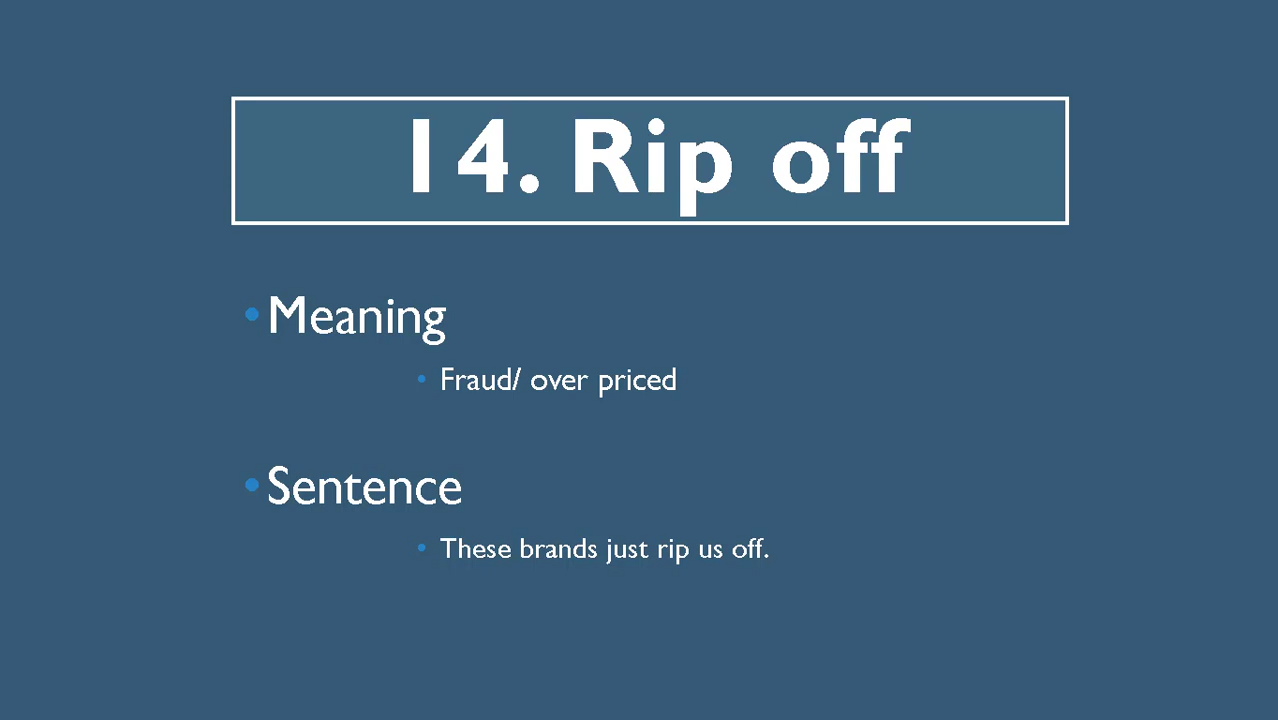 14. Rip off
• Meaning
• Fraud/ over priced
• Sentence
• These brands just rip us off.